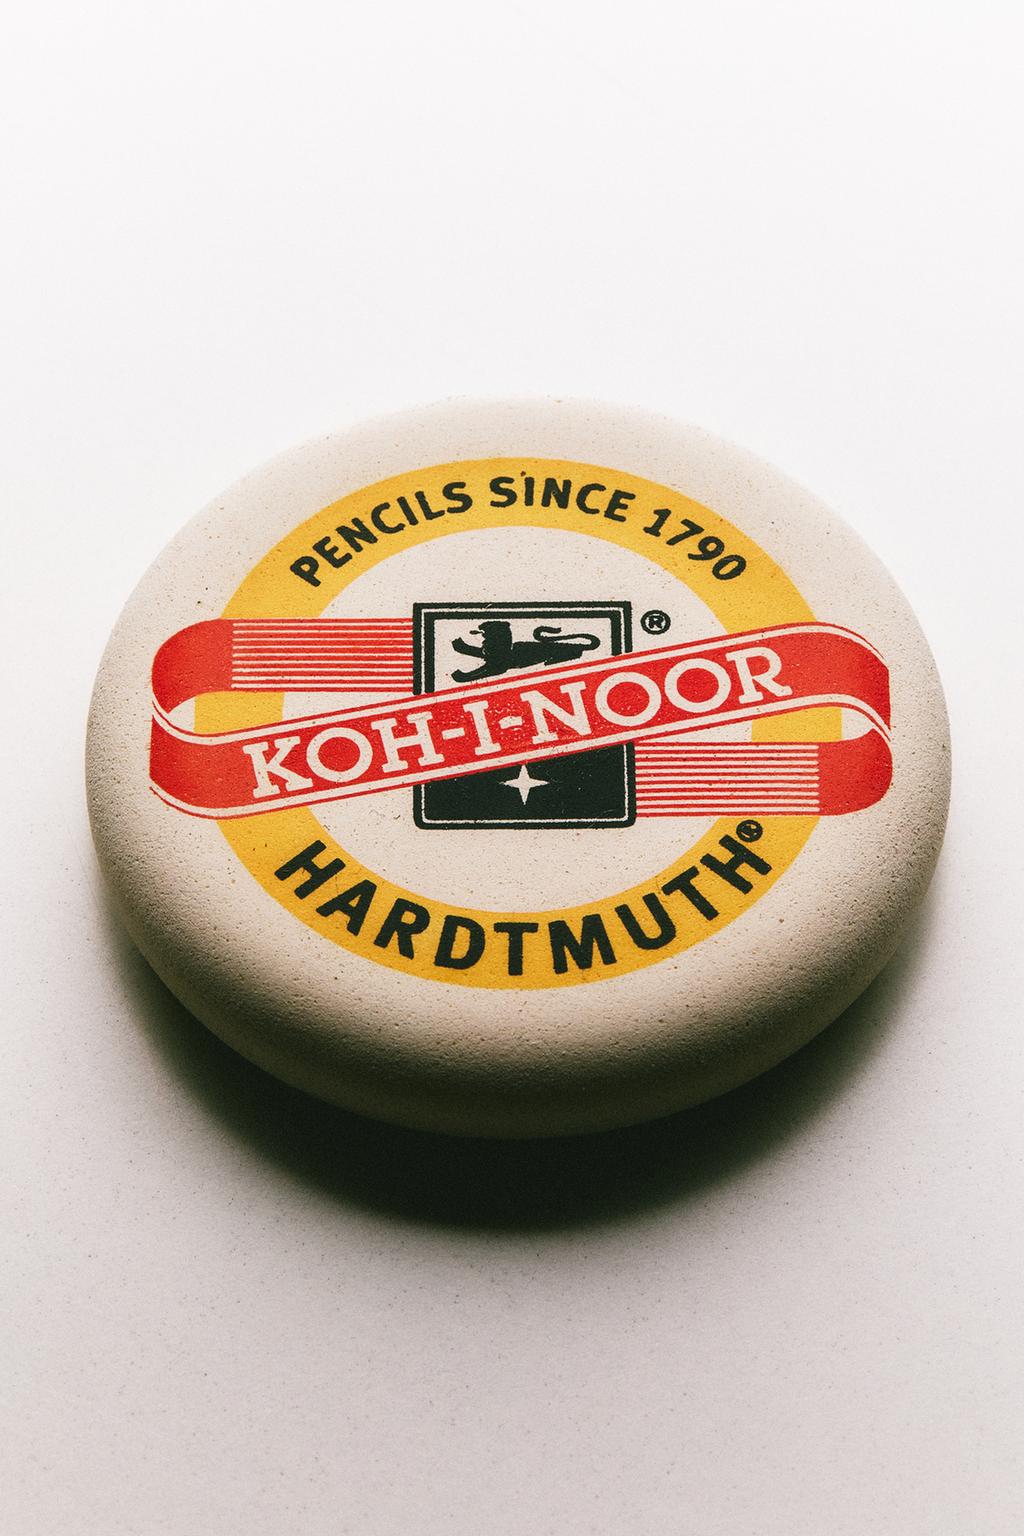 PENCILS SINCE 1790
®
KOH-I-NOOR
HARDTMUTH®